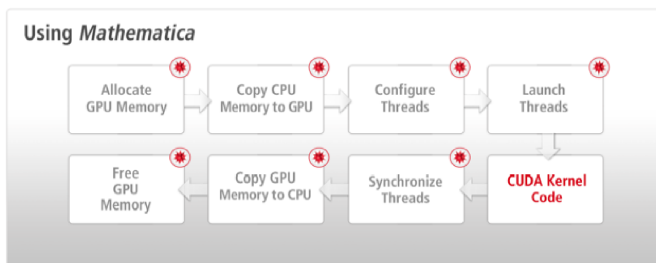 Using Mathematica
Allocate
GPU Memory
Copy CPU
Memory to GPU
Configure
Threads
Launch
Threads
Free
GPU
Memory
Copy GPU
Memory to CPU
Synchronize
Threads
CUDA Kernel
Code